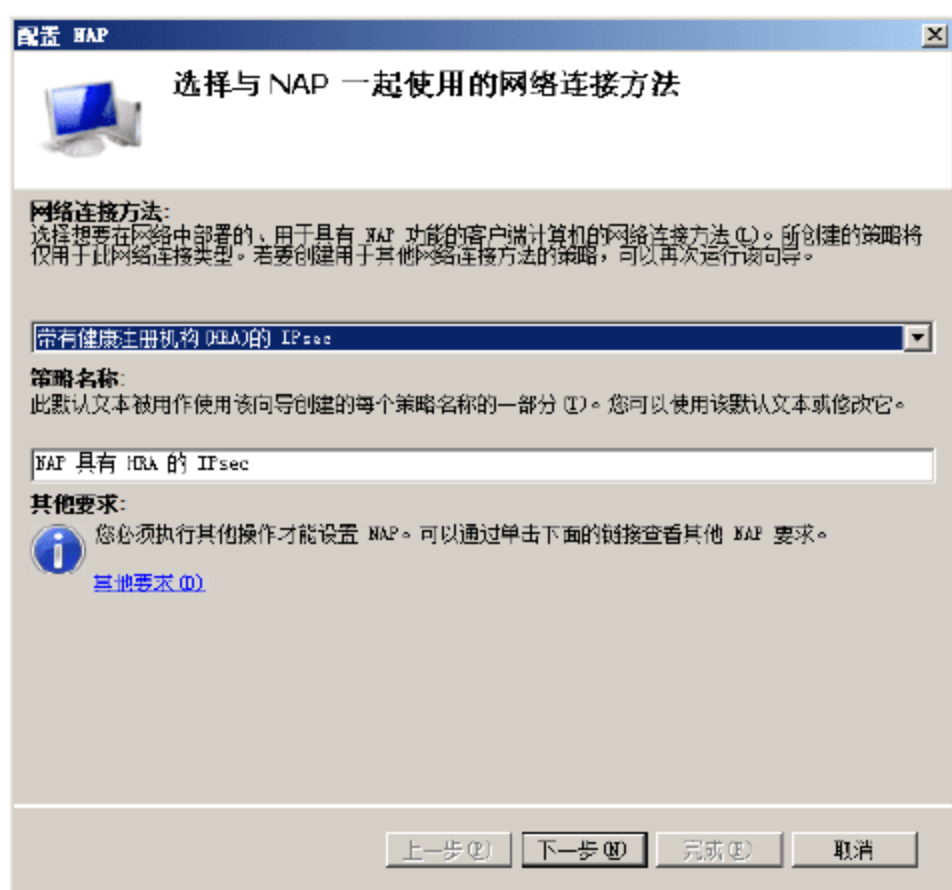 配置 NAP
选择与 NAP 一起使用的网络连接方法
网络连接方法:
选择想要在网络中部署的、用于具有 NAP 功能的客户端计算机的网络连接方法(L)。所创建的策略将
仅用于此网络连接类型。若要创建用于其他网络连接方法的策略，可以再次运行该向导。
带有健康注册机构(HRA)的 IPsec
策略名称:
此默认文本被用作使用该向导创建的每个策略名称的一部分(T)。您可以使用该默认文本或修改它。
NAP 具有 HRA 的 IPsec
其他要求:
您必须执行其他操作才能设置 NAP。可以通过单击下面的链接查看其他 NAP 要求。
其他要求(D)
上一步(P) 下一步(N) 完成(F) 取消